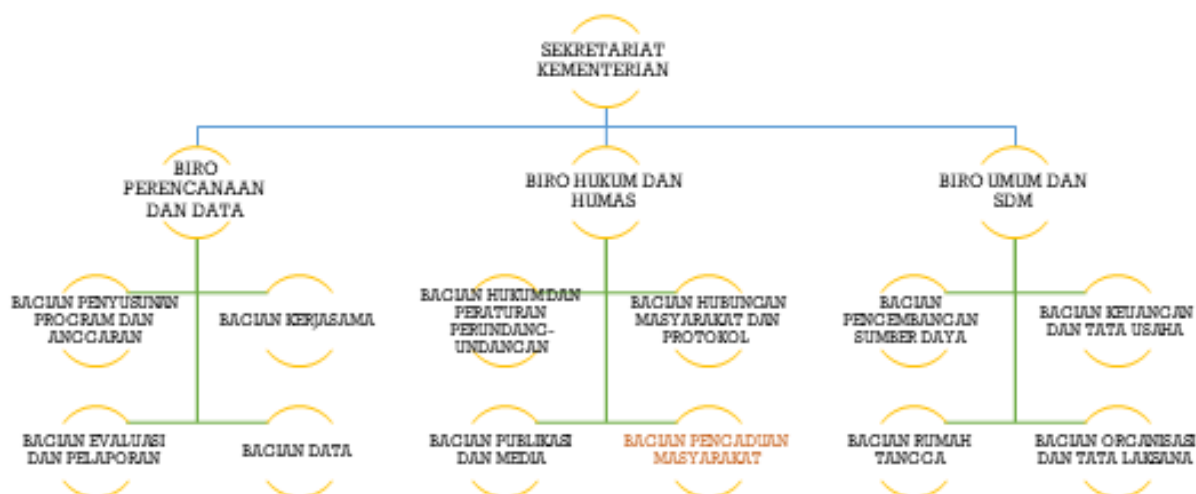 SEKRETARIAT
KEMENTERIAN
BIRO
PERENCANAAN
DAN DATA
BIRO HUKUM DAN
HUMAS
BIRO UMUM DAN
SDM
BAGIAN PENYUSUNAN
PROGRAM DAN
ANGGARAN
BAGIAN KERJASAMA
BAGIAN HUKUM DAN
PERATURAN
PERUNDANG-
UNDANGAN
BAGIAN HUBUNGAN
MASYARAKAT DAN
PROTOKOL
BAGIAN
PENGEMBANGAN
SUMBER DAYA
BAGIAN KEUANGAN
DAN TATA USAHA
BAGIAN EVALUASI
DAN PELAPORAN
BAGIAN DATA
BAGIAN PUBLIKASI
DAN MEDIA
BAGIAN PENGADUAN
MASYARAKAT
BAGIAN RUMAH
TANGGA
BAGIAN ORGANISASI
DAN TATA LAKSANA